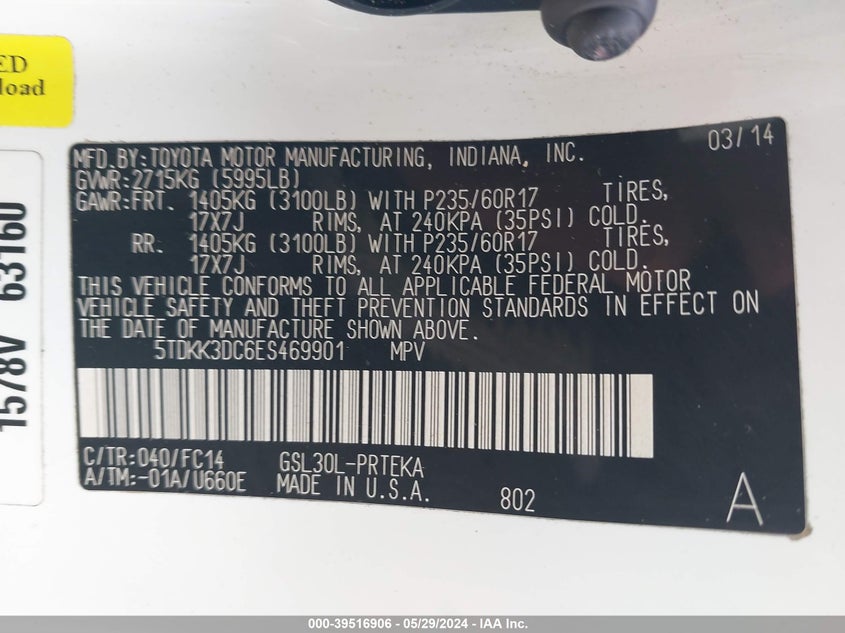 ED
load
1578V 63160
03/14
MFD.BY:TOYOTA MOTOR MANUFACTURING, INDIANA, INC.
GVWR:2715KG (5995LB)
GAWR:FRT. 1405KG (3100LB) WITH P235/60R17 TIRES,
17X7J RIMS, AT 240KPA (35PSI) COLD.
RR. 1405KG (3100LB) WITH P235/60R17 TIRES,
17X7J RIMS, AT 240KPA (35PSI) COLD.
THIS VEHICLE CONFORMS TO ALL APPLICABLE FEDERAL MOTOR
VEHICLE SAFETY AND THEFT PREVENTION STANDARDS IN EFFECT ON
THE DATE OF MANUFACTURE SHOWN ABOVE.
5TDKK3DC6ES469901 MPV
C/TR:040/FC14 GSL30L-PRTEKA
A/TM:-01A/U660E MADE IN U.S.A. 802 A
000-39516906 - 05/29/2024 - IAA Inc.